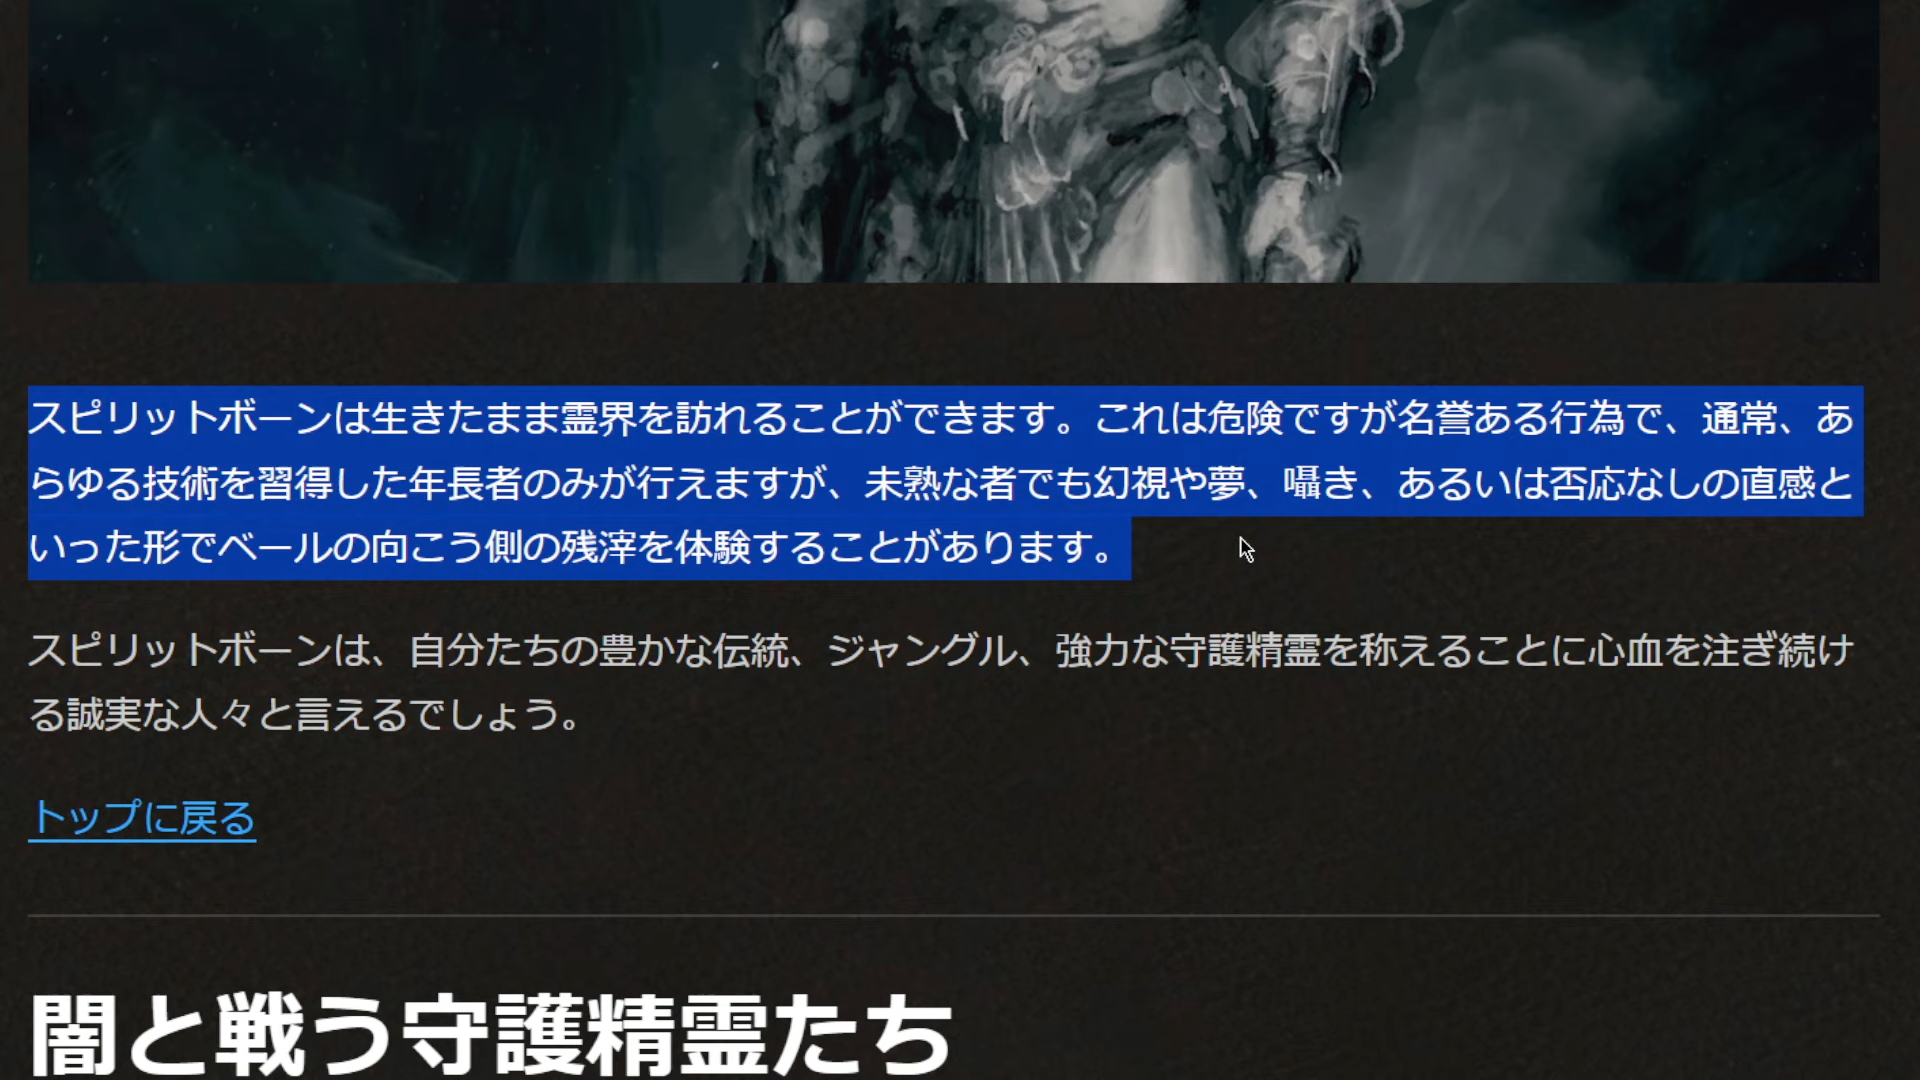 スピリットボーンは生きたまま霊界を訪れることができます。これは危険ですが名誉ある行為で、通常、あ
らゆる技術を習得した年長者のみが行えますが、未熟な者でも幻視や夢、囁き、あるいは否応なしの直感と
いった形でベールの向こう側の残滓を体験することがあります。
スピリットボーンは、自分たちの豊かな伝統、ジャングル、強力な守護精霊を称えることに心血を注ぎ続け
る誠実な人々と言えるでしょう。
トップに戻る
闇と戦う守護精霊たち